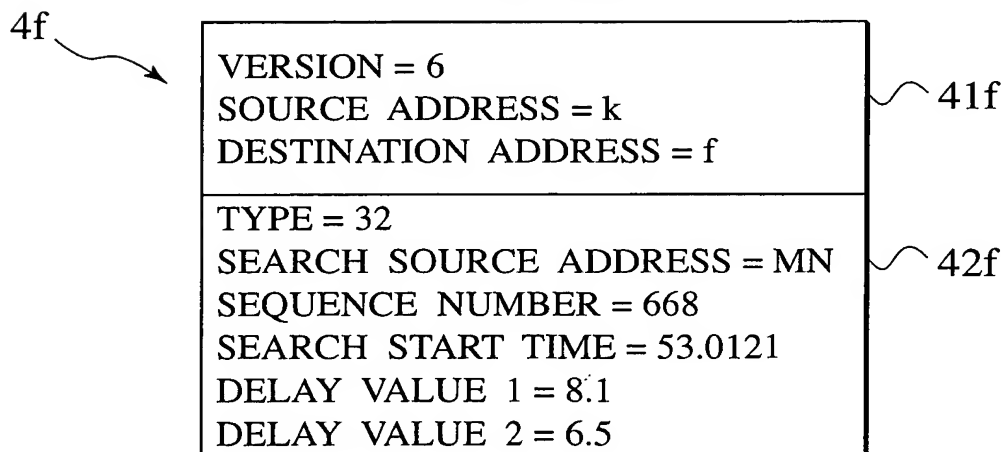 4f
VERSION = 6
SOURCE ADDRESS = k
DESTINATION ADDRESS = f
41f
TYPE = 32
SEARCH SOURCE ADDRESS = MN
42f
SEQUENCE NUMBER = 668
SEARCH START TIME = 53.0121
DELAY VALUE 1 = 8.1
DELAY VALUE 2 = 6.5